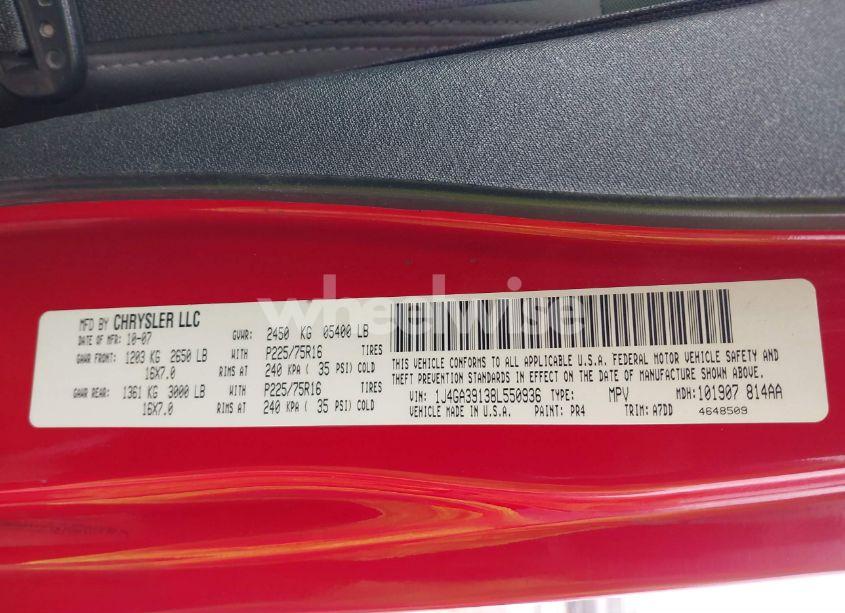 MFD BY CHRYSLER LLC
DATE OF MFR: 10-07 GVWR: 2450 KG 05400 LB
GAWR FRONT: 1203 KG 2650 LB WITH P225/75R16 TIRES
16X7.0 RIMS AT 240 KPA ( 35 PSI) COLD
GAWR REAR: 1361 KG 3000 LB WITH P225/75R16 TIRES
16X7.0 RIMS AT 240 KPA ( 35 PSI) COLD
THIS VEHICLE CONFORMS TO ALL APPLICABLE U.S.A. FEDERAL MOTOR VEHICLE SAFETY AND
THEFT PREVENTION STANDARDS IN EFFECT ON THE DATE OF MANUFACTURE SHOWN ABOVE.
VIN: 1J4GA39138L550936 TYPE: MPV MDH: 101907 814AA
VEHICLE MADE IN U.S.A. PAINT: PR4 TRIM: A7DD 4648509
wheelwise